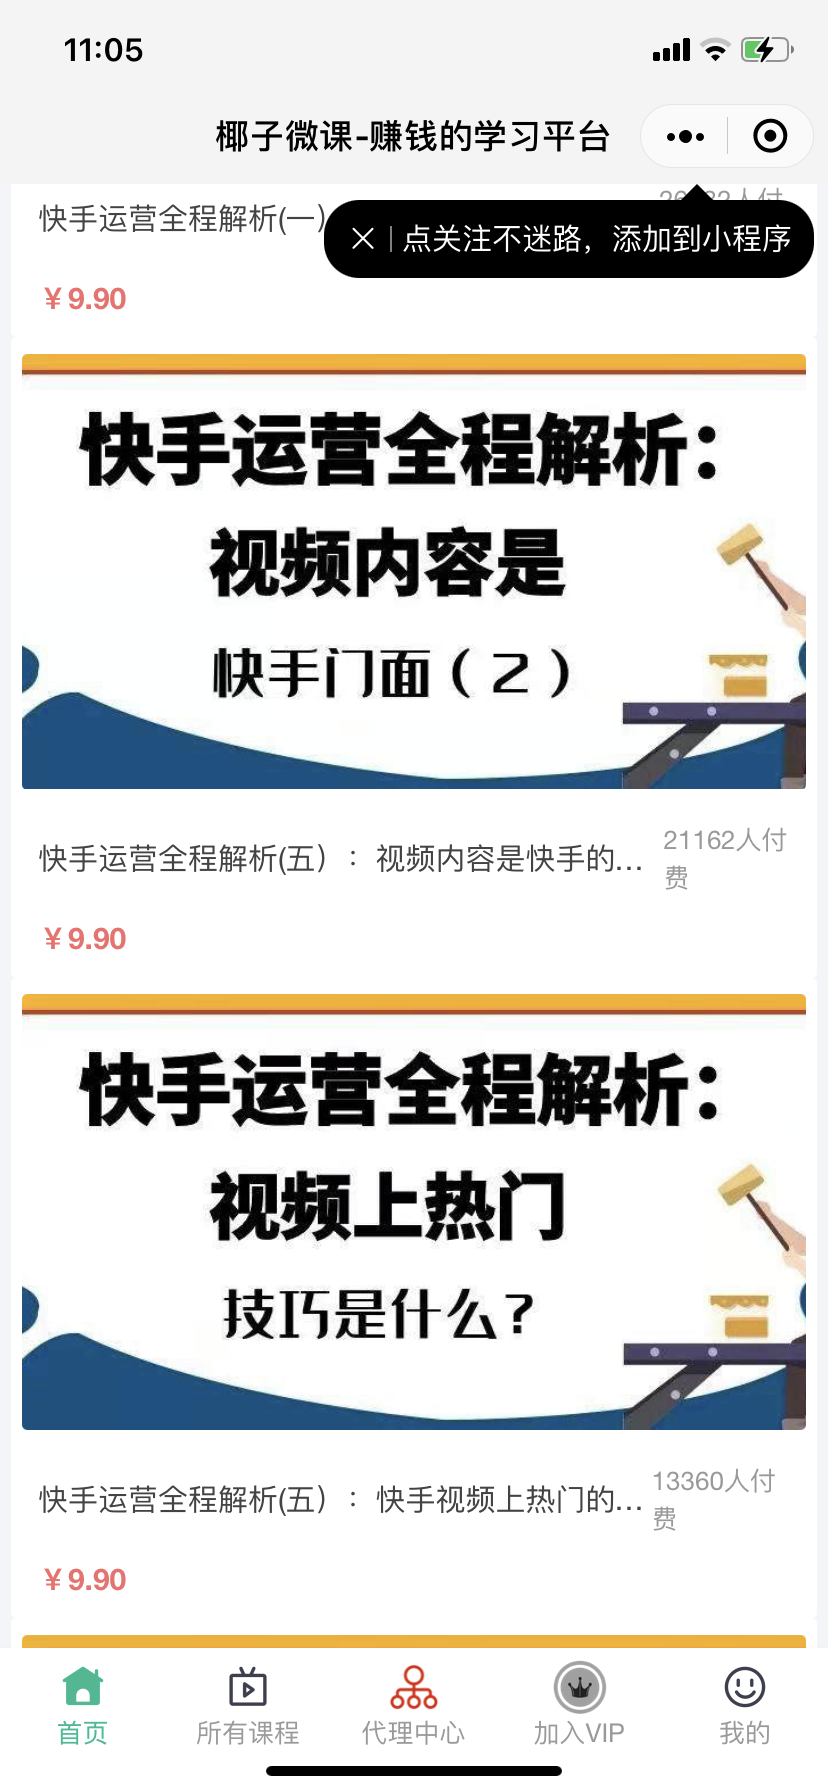 11:05
椰子微课-赚钱的学习平台
快手运营全程解析(一)
点关注不迷路，添加到小程序
¥ 9.90
快手运营全程解析：
视频内容是
快手门面（2）
快手运营全程解析(五）：视频内容是快手的...
21162人付
费
¥ 9.90
快手运营全程解析：
视频上热门
技巧是什么？
快手运营全程解析(五）：快手视频上热门的...
13360人付
费
¥ 9.90
首页
所有课程
代理中心
加入VIP
我的